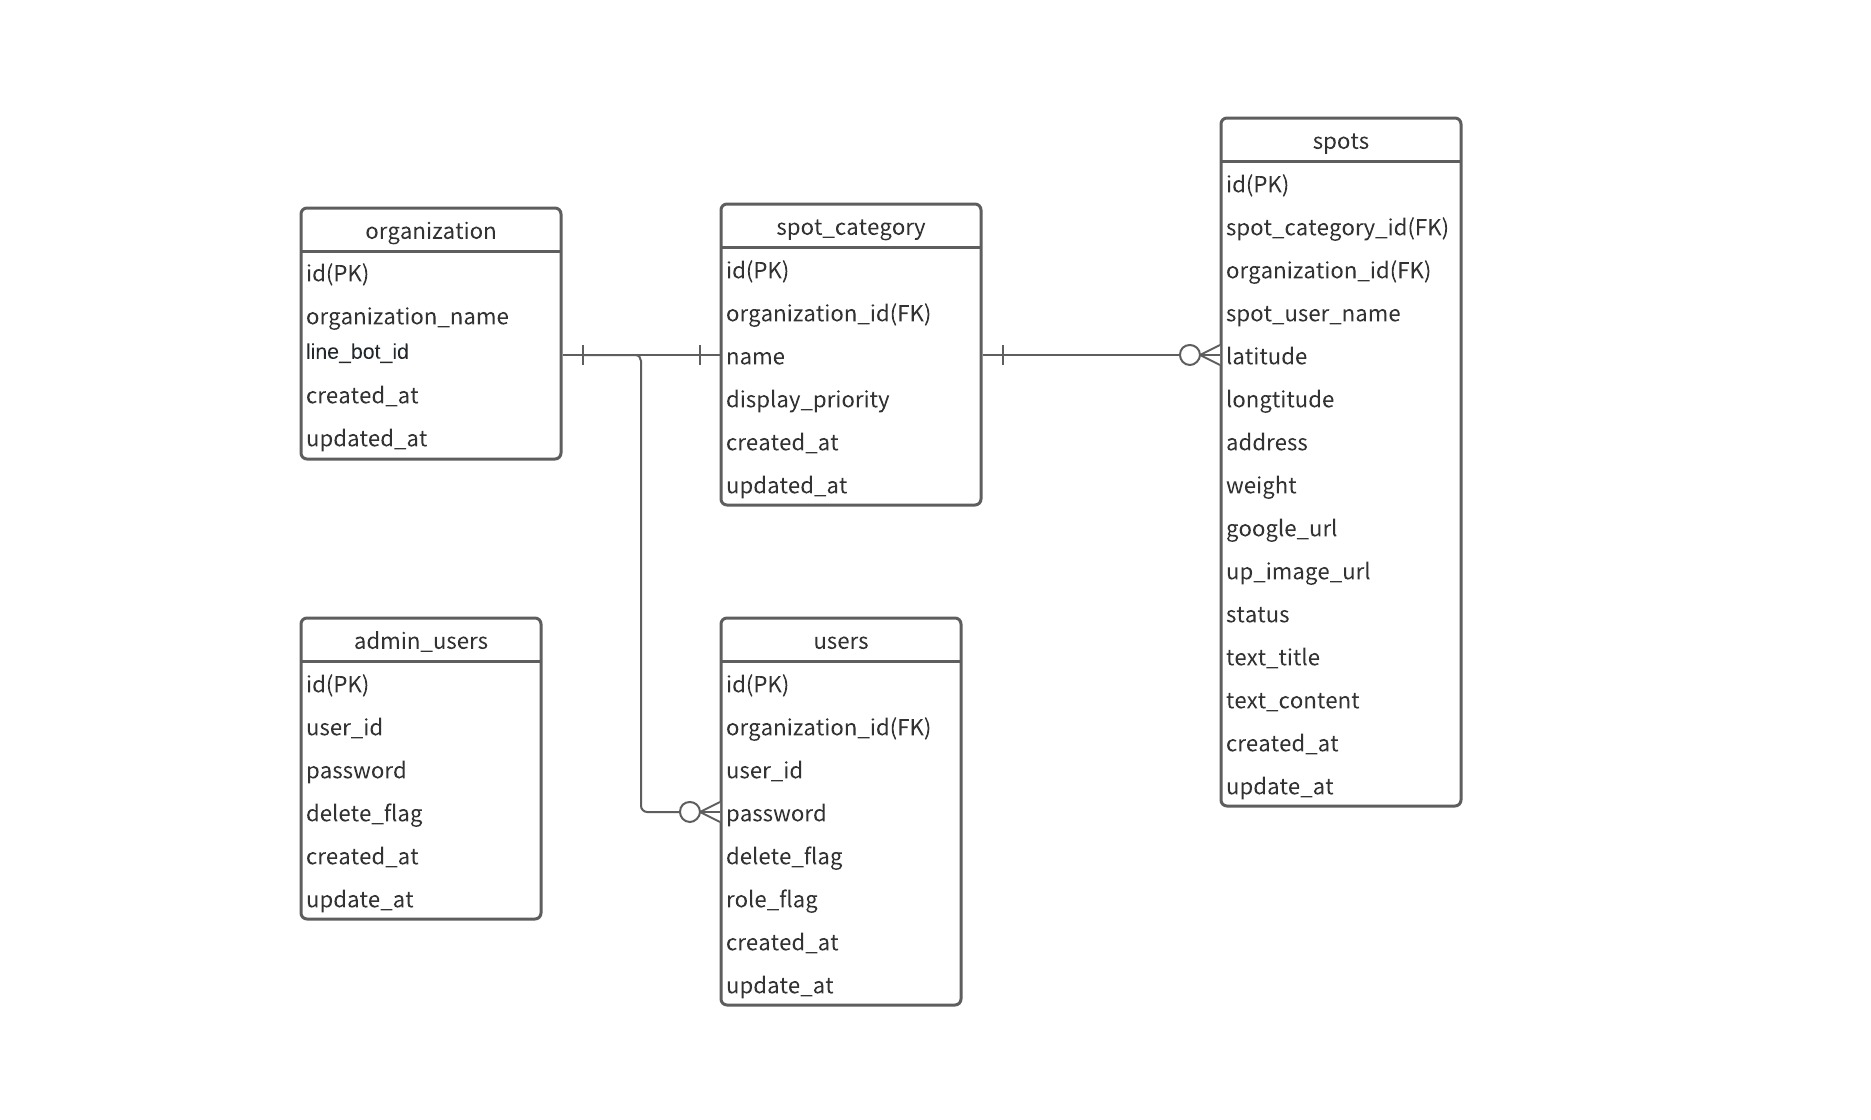 organization
id(PK)
organization_name
line_bot_id
created_at
updated_at
spot_category
id(PK)
organization_id(FK)
name
display_priority
created_at
updated_at
spots
id(PK)
spot_category_id(FK)
organization_id(FK)
spot_user_name
latitude
longtitude
address
weight
google_url
up_image_url
status
text_title
text_content
created_at
update_at
admin_users
id(PK)
user_id
password
delete_flag
created_at
update_at
users
id(PK)
organization_id(FK)
user_id
password
delete_flag
role_flag
created_at
update_at